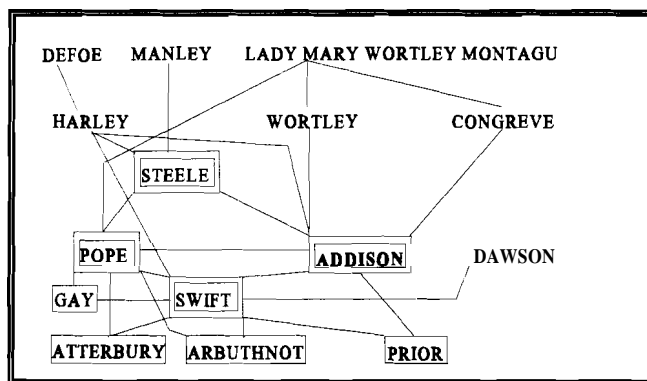 DEFOE MANLEY LADY MARY WORTLEY MONTAGU
HARLEY WORTLEY CONGREVE
STEELE
POPE ADDISON DAWSON
GAY SWIFT
ATTERBURY ARBUTHNOT PRIOR